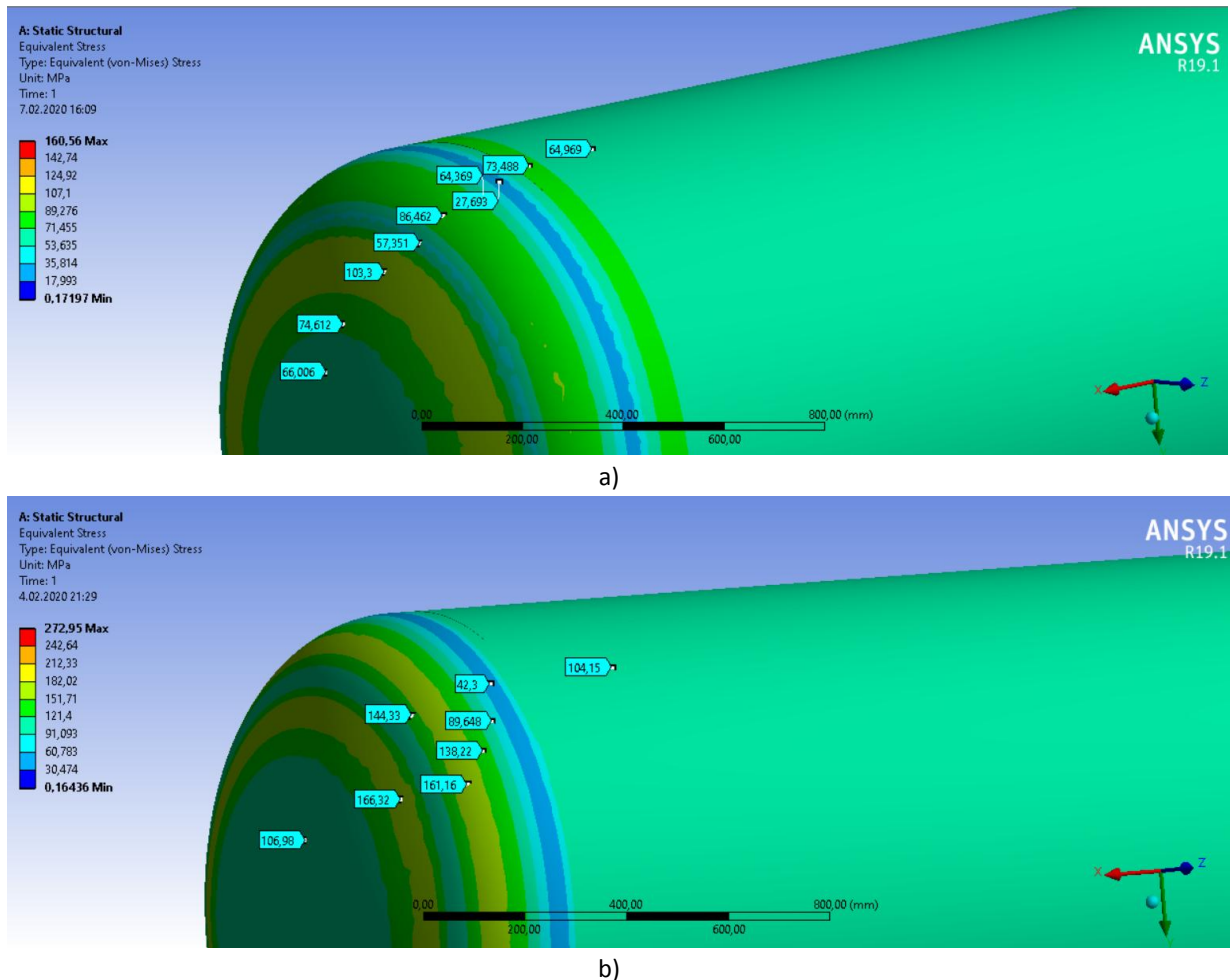 A: Static Structural
Equivalent Stress
Type: Equivalent (von-Mises) Stress
Unit: MPa
Time: 1
7.02.2020 16:09
160,56 Max
142,74
124,92
107,1
89,276
71,455
53,635
35,814
17,993
0,17197 Min
ANSYS
R19.1
64,969
73,488
64,369
27,693
86,462
57,351
103,3
74,612
66,006
0,00
400,00
800,00 (mm)
200,00
600,00
X
Z
a)
A: Static Structural
Equivalent Stress
Type: Equivalent (von-Mises) Stress
Unit: MPa
Time: 1
4.02.2020 21:29
272,95 Max
242,64
212,33
182,02
151,71
121,4
91,093
60,783
30,474
0,16436 Min
ANSYS
R19.1
104,15
42,3
144,33
89,648
138,22
161,16
166,32
106,98
0,00
400,00
800,00 (mm)
200,00
600,00
X
Z
b)